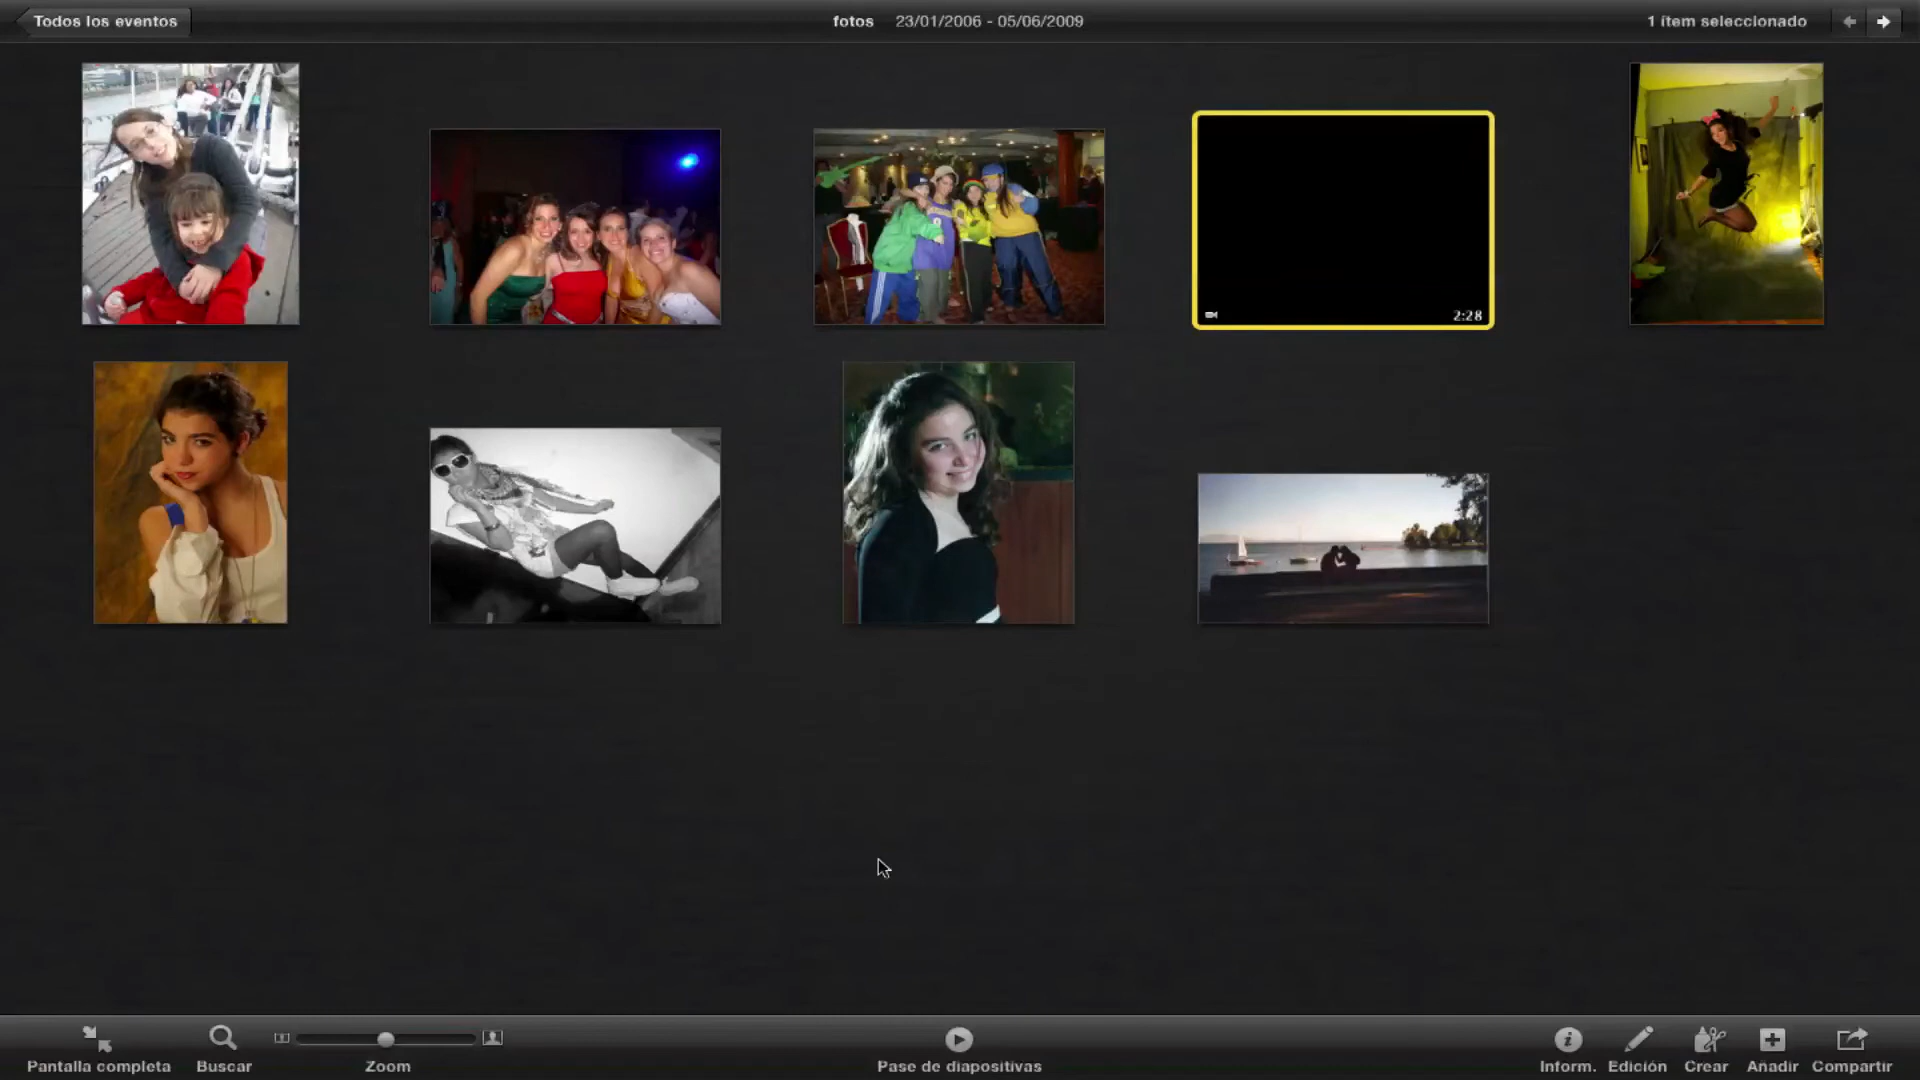 Todos los eventos
fotos 23/01/2006 - 05/06/2009
1 ítem seleccionado
2:28
Pantalla completa
Buscar
Zoom
Pase de diapositivas
Inform.
Edición
Crear
Añadir
Compartir